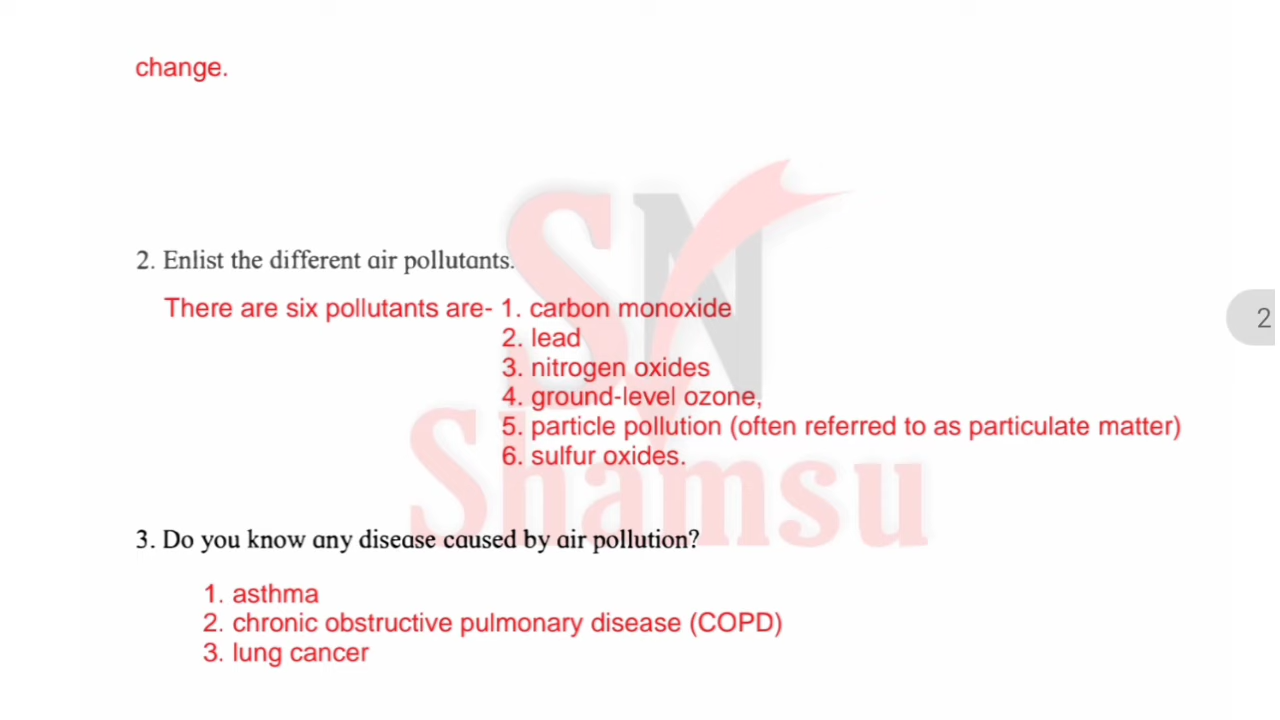 change.
2. Enlist the different air pollutants.
There are six pollutants are- 1. carbon monoxide
2. lead
3. nitrogen oxides
4. ground-level ozone,
5. particle pollution (often referred to as particulate matter)
6. sulfur oxides.
SN
Shamsu
3. Do you know any disease caused by air pollution?
1. asthma
2. chronic obstructive pulmonary disease (COPD)
3. lung cancer
2